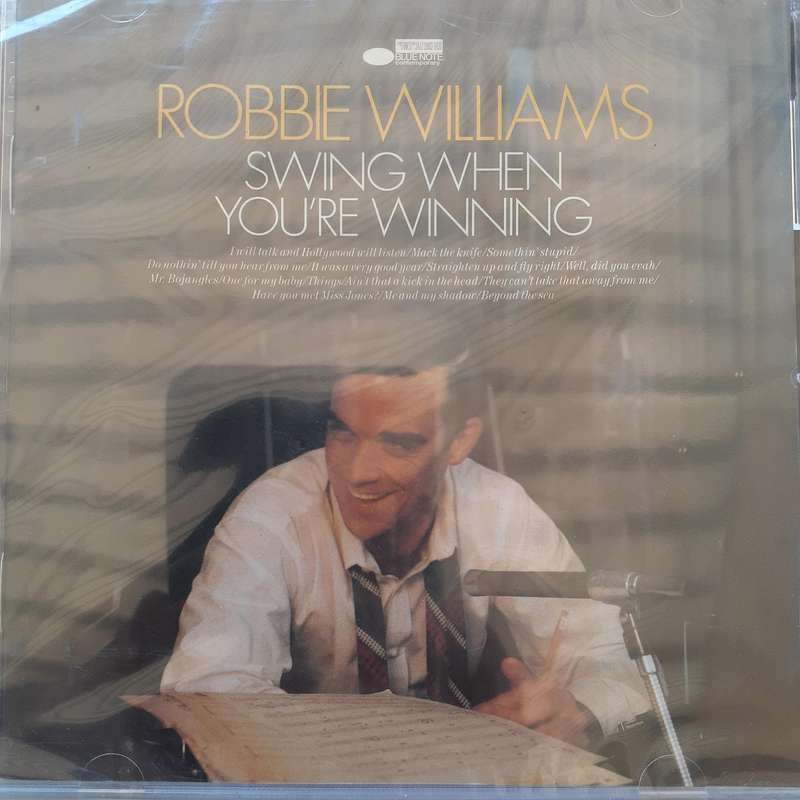 BLUE NOTE
contemporary
ROBBIE WILLIAMS
SWING WHEN
YOU'RE WINNING
I will talk and Hollywood will listen/Mack the knife/Somethin' stupid/
Do nothin' till you hear from me/It was a very good year/Straighten up and fly right/Well, did you evah/
Mr. Bojangles/One for my baby/Things/Ain't that a kick in the head/They can't take that away from me/
Have you met Miss Jones?/Me and my shadow/Beyond the sea